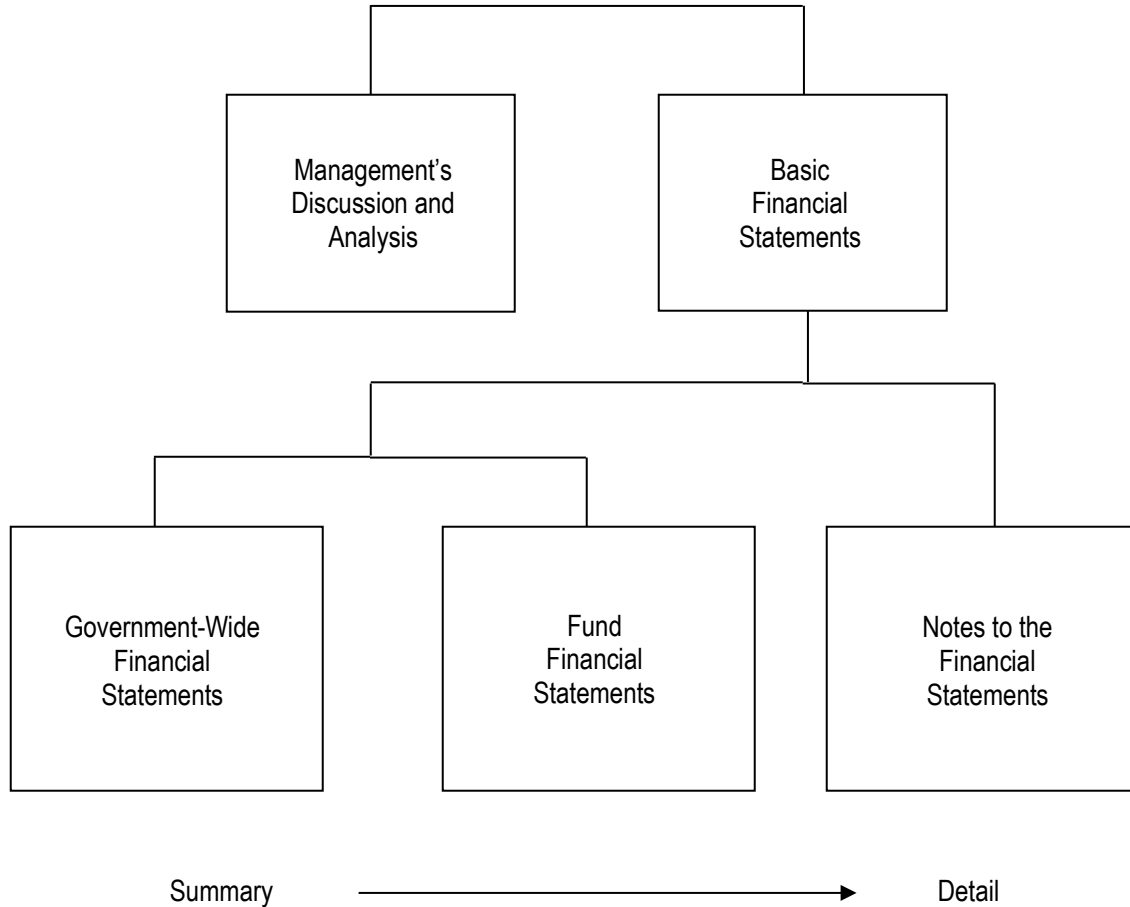 Management’s
Discussion and
Analysis
Basic
Financial
Statements
Government-Wide
Financial
Statements
Fund
Financial
Statements
Notes to the
Financial
Statements
Summary
Detail